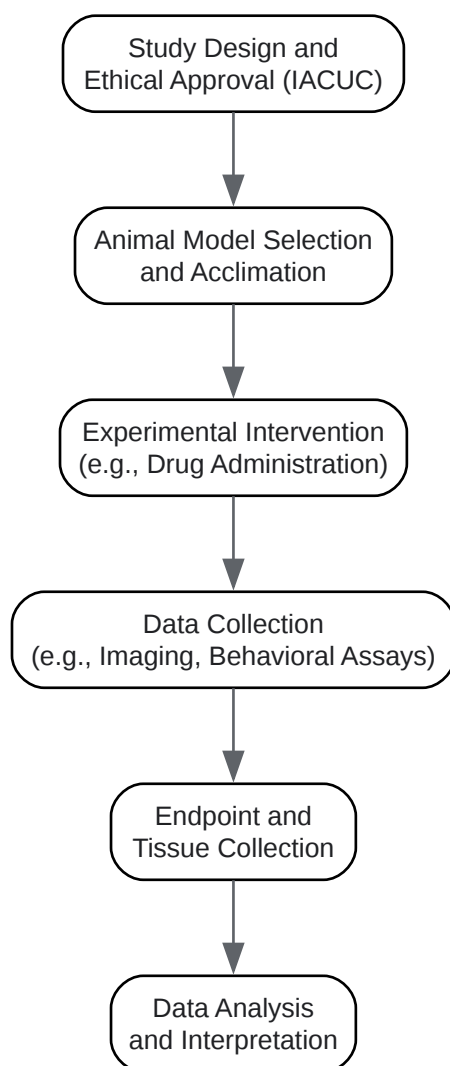 Study Design and
Ethical Approval (IACUC)
Animal Model Selection
and Acclimation
Experimental Intervention
(e.g., Drug Administration)
Data Collection
(e.g., Imaging, Behavioral Assays)
Endpoint and
Tissue Collection
Data Analysis
and Interpretation